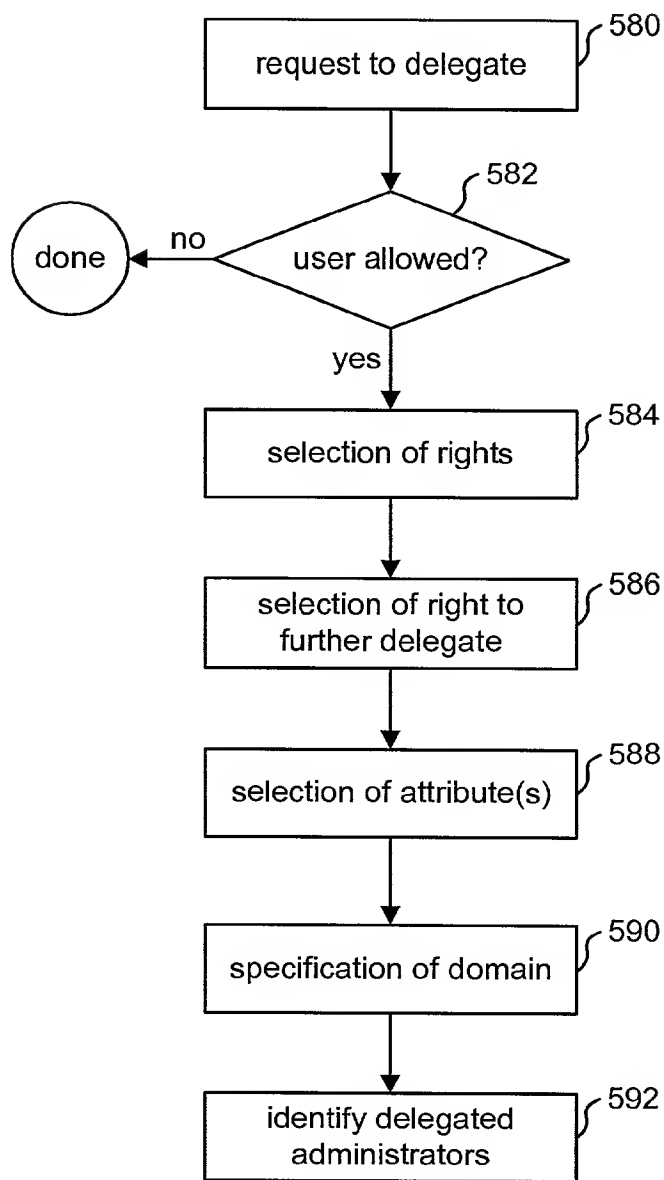 580
request to delegate
582
done
no
user allowed?
yes
584
selection of rights
586
selection of right to
further delegate
588
selection of attribute(s)
590
specification of domain
592
identify delegated
administrators